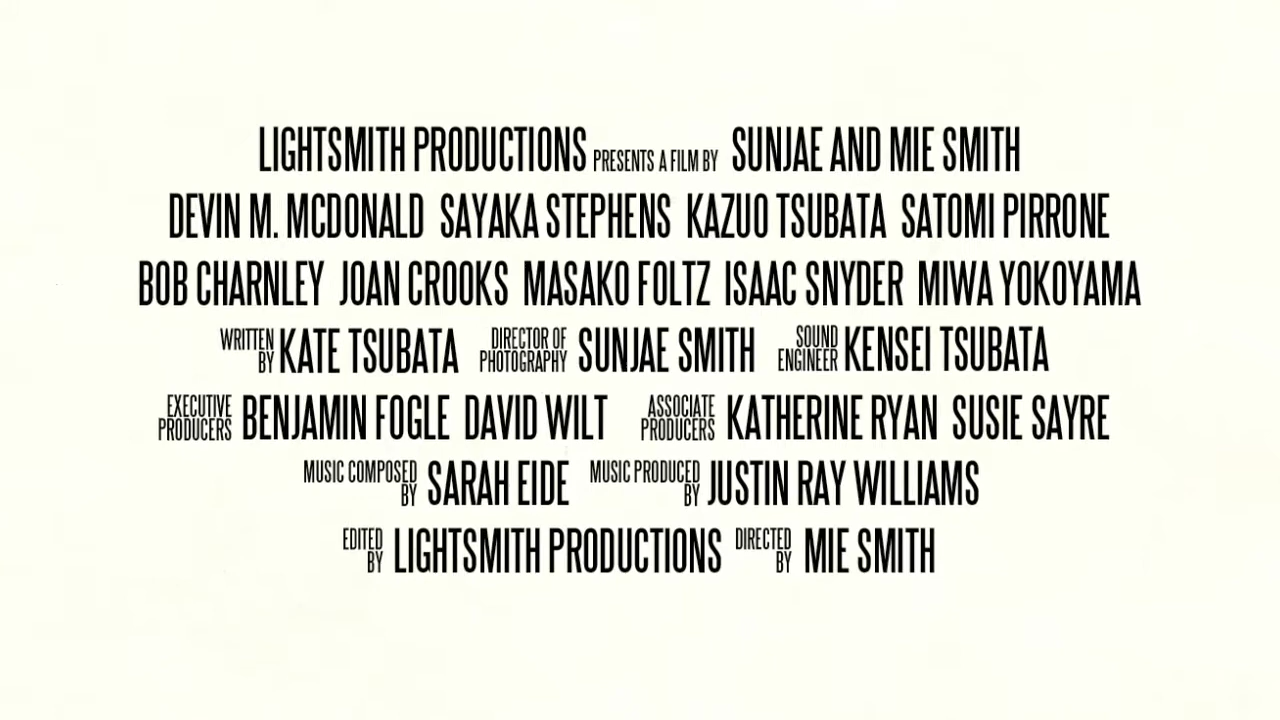 LIGHTSMITH PRODUCTIONS PRESENTS A FILM BY SUNJAE AND MIE SMITH
DEVIN M. MCDONALD SAYAKA STEPHENS KAZUO TSUBATA SATOMI PIRRONE
BOB CHARNLEY JOAN CROOKS MASAKO FOLTZ ISAAC SNYDER MIWA YOKOYAMA
WRITTEN BY KATE TSUBATA DIRECTOR OF PHOTOGRAPHY SUNJAE SMITH SOUND ENGINEER KENSEI TSUBATA
EXECUTIVE PRODUCERS BENJAMIN FOGLE DAVID WILT ASSOCIATE PRODUCERS KATHERINE RYAN SUSIE SAYRE
MUSIC COMPOSED BY SARAH EIDE MUSIC PRODUCED BY JUSTIN RAY WILLIAMS
EDITED BY LIGHTSMITH PRODUCTIONS DIRECTED BY MIE SMITH